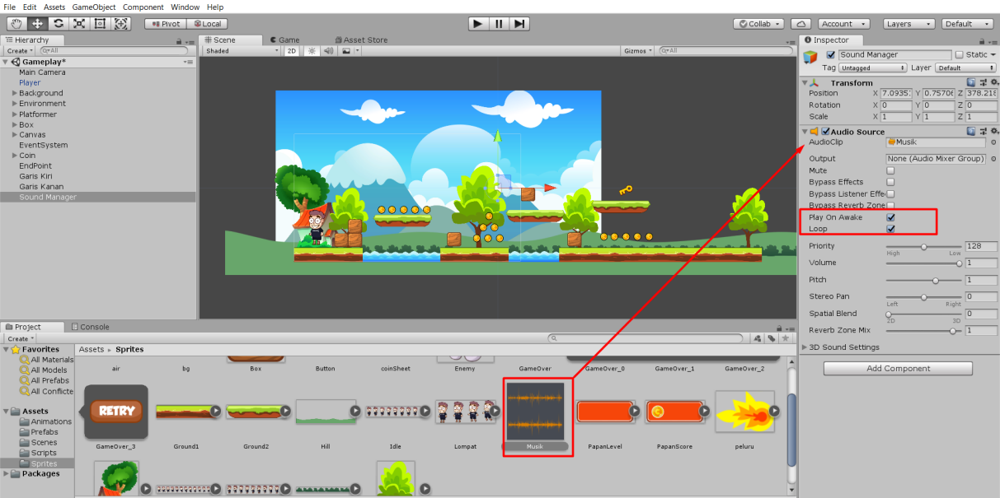 File Edit Assets GameObject Component Window Help
Pivot Local Collab Account Layers Default
Hierarchy
Create All
Gameplay*
Main Camera
Player
Background
Environment
Platformer
Box
Canvas
EventSystem
Coin
EndPoint
Garis Kiri
Garis Kanan
Sound Manager
Scene Game Asset Store
Shaded 2D Gizmos All
Inspector
Sound Manager Static
Tag Untagged Layer Default
Transform
Position X 7.0935: Y 0.75706 Z 378.218
Rotation X 0 Y 0 Z 0
Scale X 1 Y 1 Z 1
Audio Source
AudioClip Musik
Output None (Audio Mixer Group)
Mute
Bypass Effects
Bypass Listener Effe
Bypass Reverb Zone
Play On Awake
Loop
Priority 128
High Low
Volume 1
Pitch 1
Stereo Pan 0
Left Right
Spatial Blend 0
2D 3D
Reverb Zone Mix 1
3D Sound Settings
Add Component
Project Console
Create
Favorites
All Materials
All Models
All Prefabs
All Conflicte
Assets
Animations
Prefabs
Scenes
Scripts
Sprites
Packages
Assets Sprites
air bg Box Button coinSheet Enemy GameOver GameOver_0 GameOver_1 GameOver_2
RETRY
GameOver_3 Ground1 Ground2 Hill Idle Lompat Musik PapanLevel PapanScore peluru